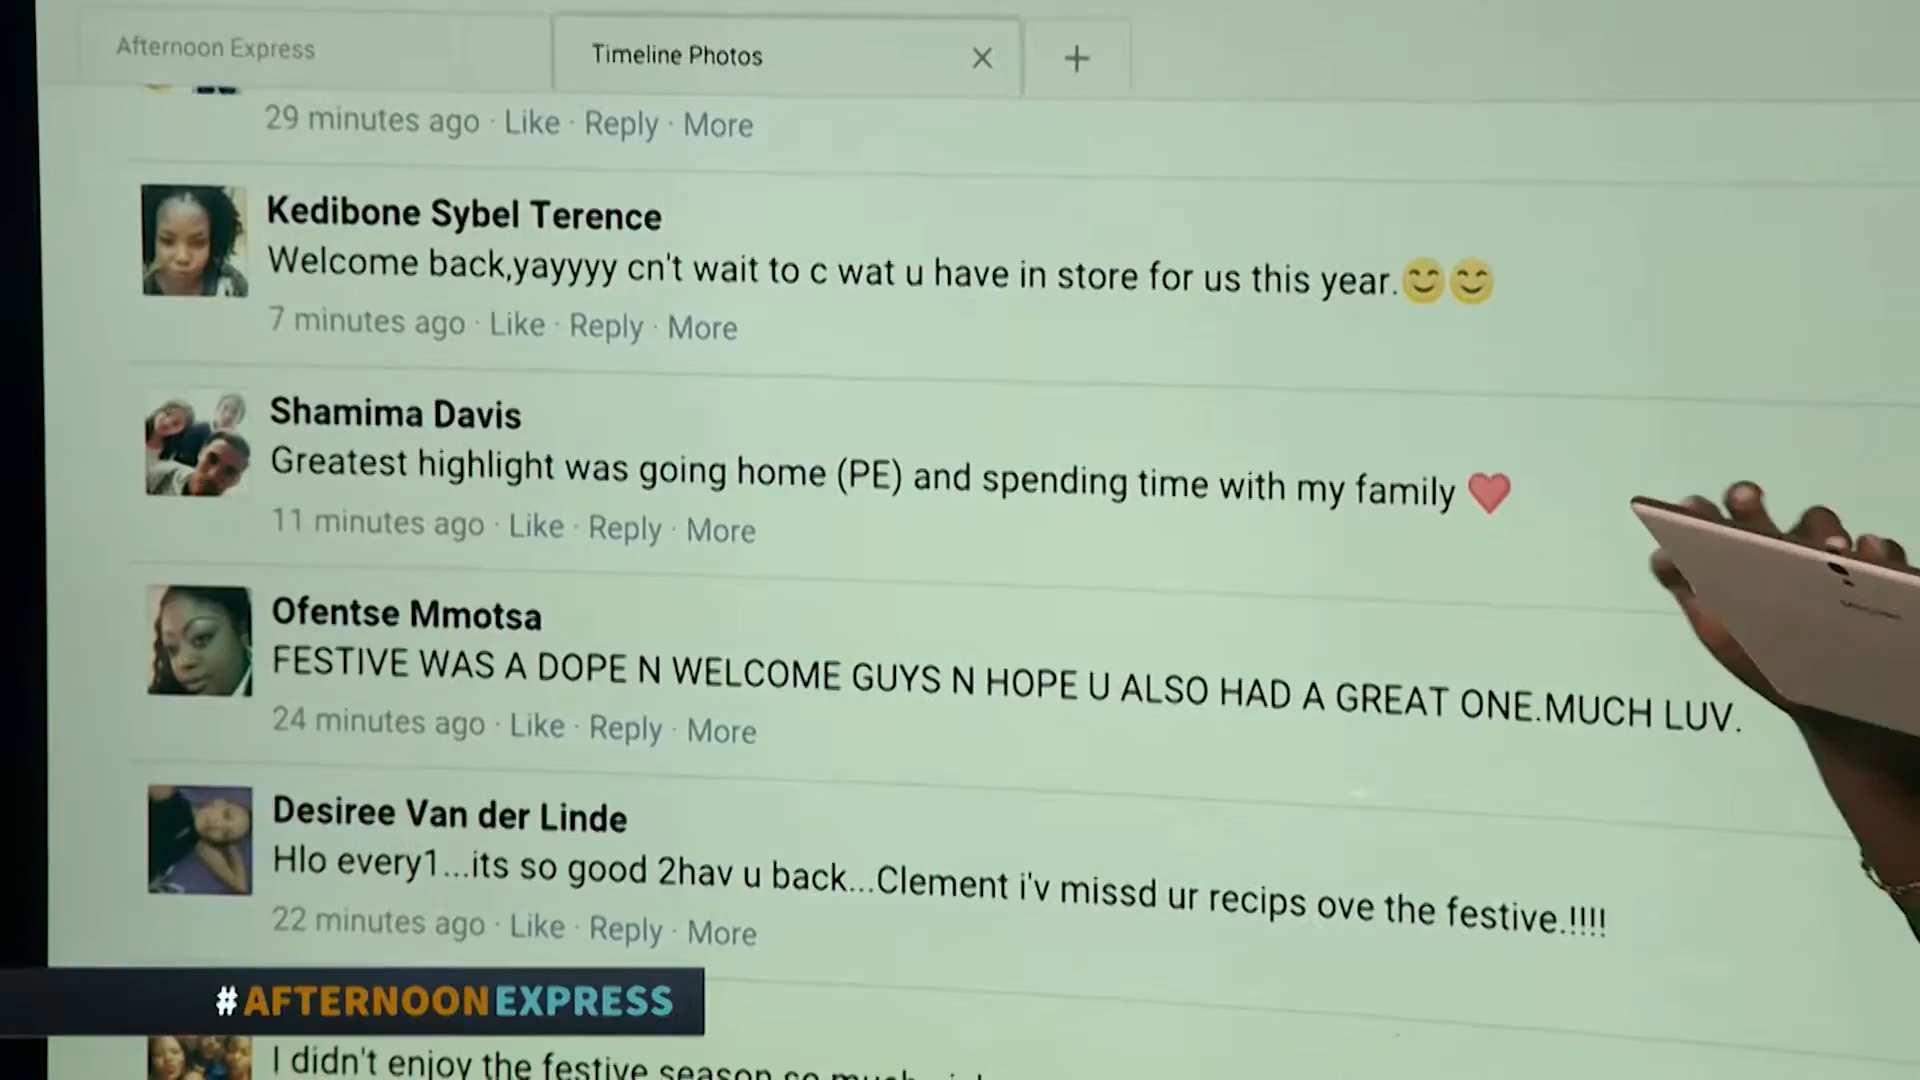 Afternoon Express
Timeline Photos
29 minutes ago · Like · Reply · More
Kedibone Sybel Terence
Welcome back,yayyyy cn't wait to c wat u have in store for us this year.😊😊
7 minutes ago · Like · Reply · More
Shamima Davis
Greatest highlight was going home (PE) and spending time with my family ❤
11 minutes ago · Like · Reply · More
Ofentse Mmotsa
FESTIVE WAS A DOPE N WELCOME GUYS N HOPE U ALSO HAD A GREAT ONE.MUCH LUV.
24 minutes ago · Like · Reply · More
Desiree Van der Linde
Hlo every1...its so good 2hav u back...Clement i'v missd ur recips ove the festive.!!!!
22 minutes ago · Like · Reply · More
#AFTERNOONEXPRESS
I didn't enjoy the festive season so much